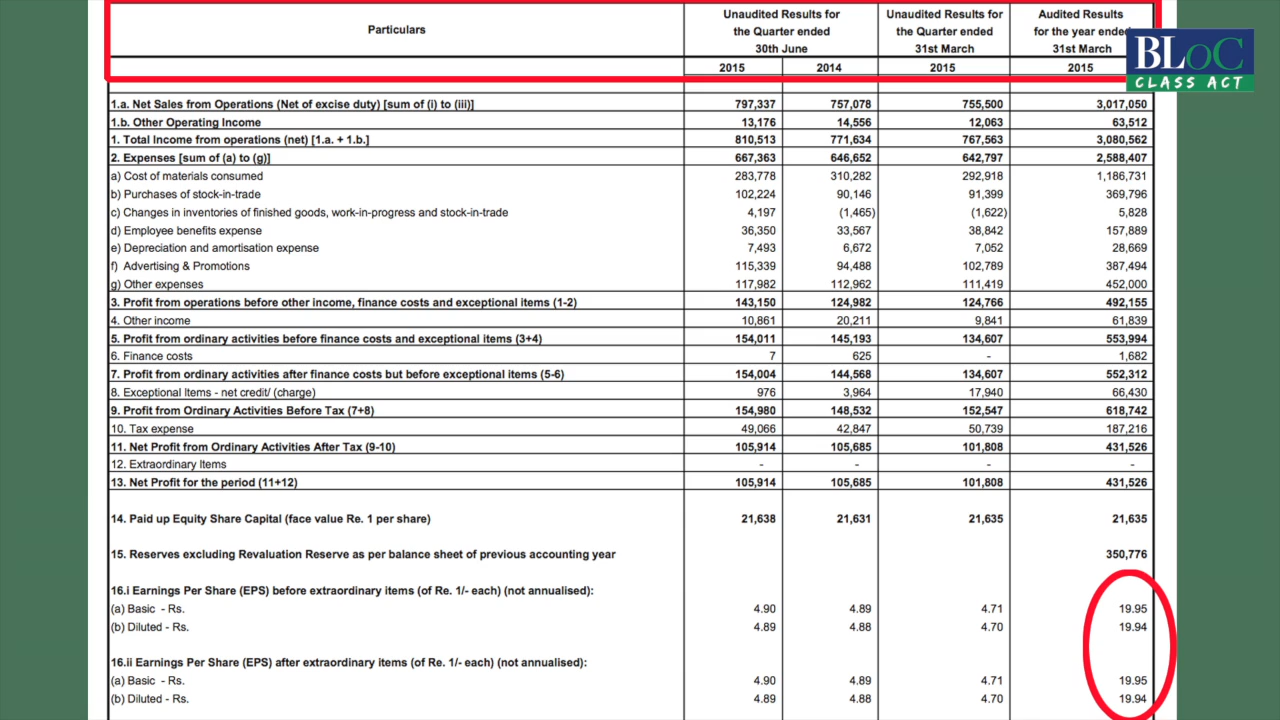 Particulars
Unaudited Results for
the Quarter ended
30th June
Unaudited Results for
the Quarter ended
31st March
Audited Results
for the year ended
31st March
2015 2014 2015 2015
BLoC
CLASS ACT
1.a. Net Sales from Operations (Net of excise duty) [sum of (i) to (iii)] 797,337 757,078 755,500 3,017,050
1.b. Other Operating Income 13,176 14,556 12,063 63,512
1. Total Income from operations (net) [1.a. + 1.b.] 810,513 771,634 767,563 3,080,562
2. Expenses [sum of (a) to (g)] 667,363 646,652 642,797 2,588,407
a) Cost of materials consumed 283,778 310,282 292,918 1,186,731
b) Purchases of stock-in-trade 102,224 90,146 91,399 369,796
c) Changes in inventories of finished goods, work-in-progress and stock-in-trade 4,197 (1,465) (1,622) 5,828
d) Employee benefits expense 36,350 33,567 38,842 157,889
e) Depreciation and amortisation expense 7,493 6,672 7,052 28,669
f) Advertising & Promotions 115,339 94,488 102,789 387,494
g) Other expenses 117,982 112,962 111,419 452,000
3. Profit from operations before other income, finance costs and exceptional items (1-2) 143,150 124,982 124,766 492,155
4. Other income 10,861 20,211 9,841 61,839
5. Profit from ordinary activities before finance costs and exceptional items (3+4) 154,011 145,193 134,607 553,994
6. Finance costs 7 625 - 1,682
7. Profit from ordinary activities after finance costs but before exceptional items (5-6) 154,004 144,568 134,607 552,312
8. Exceptional Items - net credit/ (charge) 976 3,964 17,940 66,430
9. Profit from Ordinary Activities Before Tax (7+8) 154,980 148,532 152,547 618,742
10. Tax expense 49,066 42,847 50,739 187,216
11. Net Profit from Ordinary Activities After Tax (9-10) 105,914 105,685 101,808 431,526
12. Extraordinary Items - - - -
13. Net Profit for the period (11+12) 105,914 105,685 101,808 431,526
14. Paid up Equity Share Capital (face value Re. 1 per share) 21,638 21,631 21,635 21,635
15. Reserves excluding Revaluation Reserve as per balance sheet of previous accounting year 350,776
16.i Earnings Per Share (EPS) before extraordinary items (of Re. 1/- each) (not annualised):
(a) Basic - Rs. 4.90 4.89 4.71 19.95
(b) Diluted - Rs. 4.89 4.88 4.70 19.94
16.ii Earnings Per Share (EPS) after extraordinary items (of Re. 1/- each) (not annualised):
(a) Basic - Rs. 4.90 4.89 4.71 19.95
(b) Diluted - Rs. 4.89 4.88 4.70 19.94